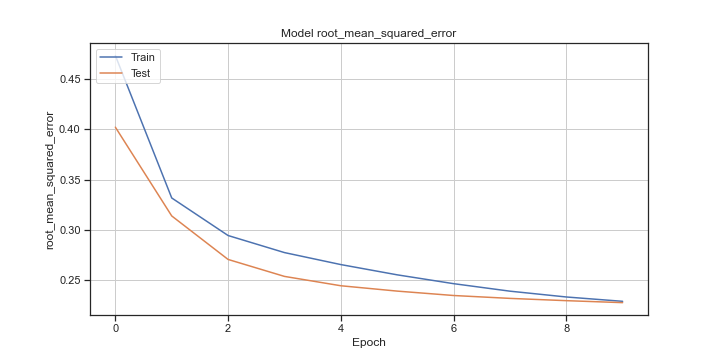 Model root_mean_squared_error
Train
Test
0.45
0.40
0.35
0.30
0.25
root_mean_squared_error
0 2 4 6 8
Epoch